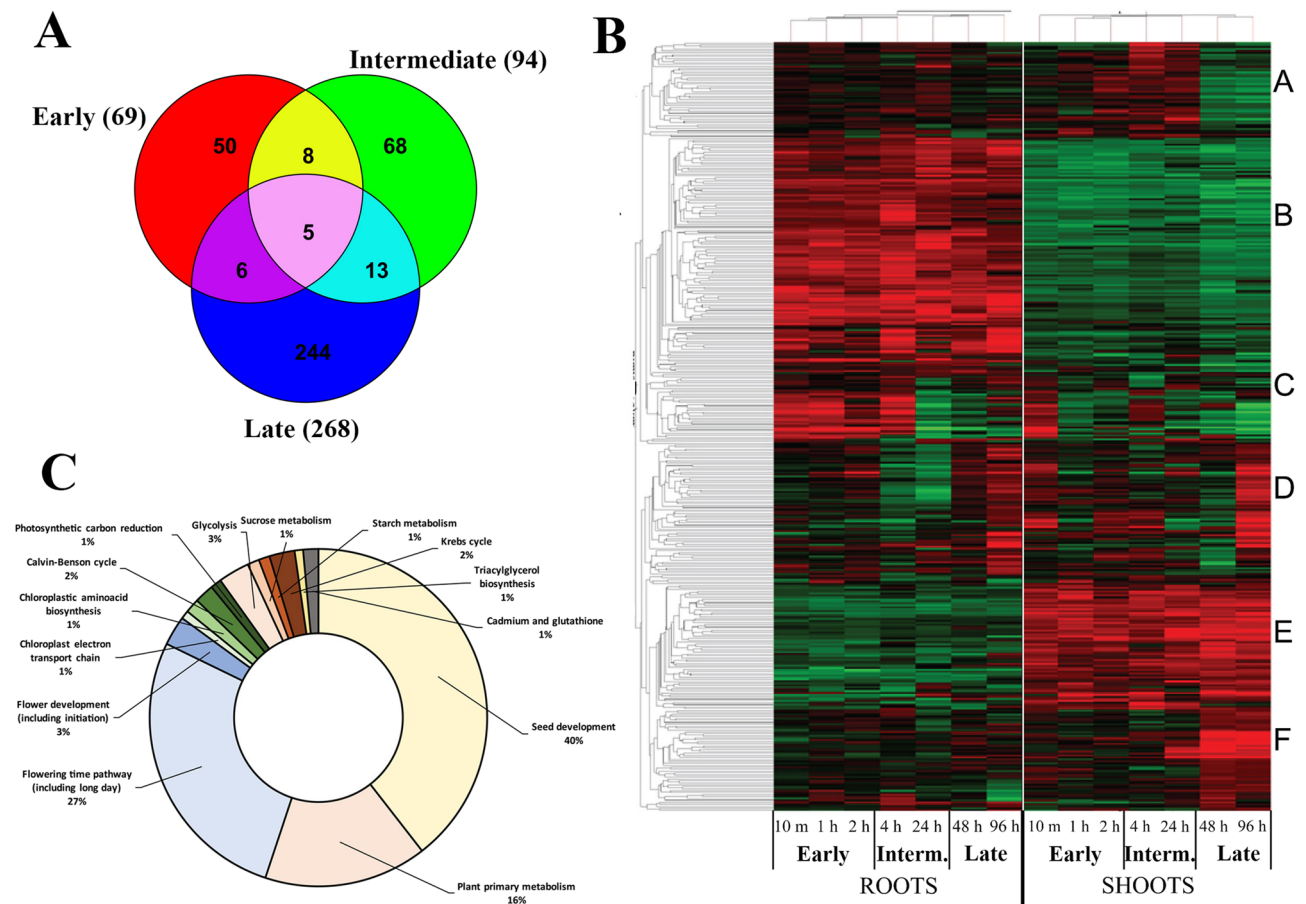 A
Intermediate (94)
Early (69)
50
8
68
5
6
13
244
Late (268)
B
A
B
C
D
E
F
10 m
1 h
2 h
4 h
24 h
48 h
96 h
10 m
1 h
2 h
4 h
24 h
48 h
96 h
Early
Interm.
Late
Early
Interm.
Late
ROOTS
SHOOTS
C
Photosynthetic carbon reduction
1%
Glycolysis
3%
Sucrose metabolism
1%
Starch metabolism
1%
Krebs cycle
2%
Triacylglycerol
biosynthesis
1%
Cadmium and glutathione
1%
Calvin-Benson cycle
2%
Chloroplastic aminoacid
biosynthesis
1%
Chloroplast electron
transport chain
1%
Flower development
(including initiation)
3%
Seed development
40%
Flowering time pathway
(including long day)
27%
Plant primary metabolism
16%